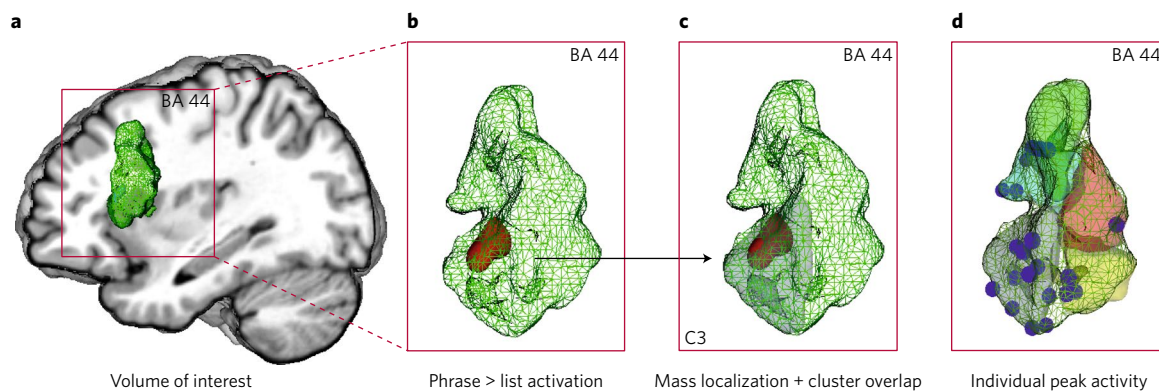 a
b
c
d
BA 44
BA 44
BA 44
BA 44
C3
Volume of interest
Phrase > list activation
Mass localization + cluster overlap
Individual peak activity